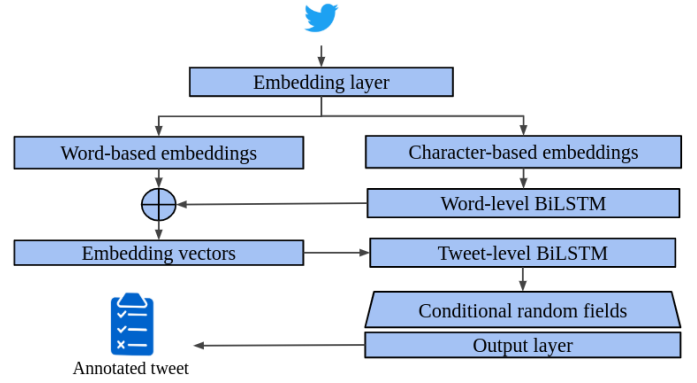 Embedding layer
Word-based embeddings
Character-based embeddings
Word-level BiLSTM
Embedding vectors
Tweet-level BiLSTM
Conditional random fields
Output layer
Annotated tweet